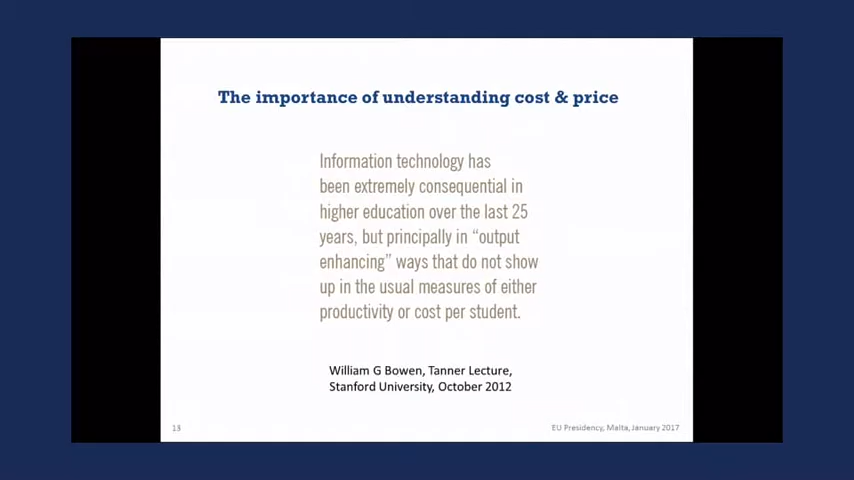 The importance of understanding cost & price
Information technology has
been extremely consequential in
higher education over the last 25
years, but principally in “output
enhancing” ways that do not show
up in the usual measures of either
productivity or cost per student.
William G Bowen, Tanner Lecture,
Stanford University, October 2012
13
EU Presidency, Malta, January 2017